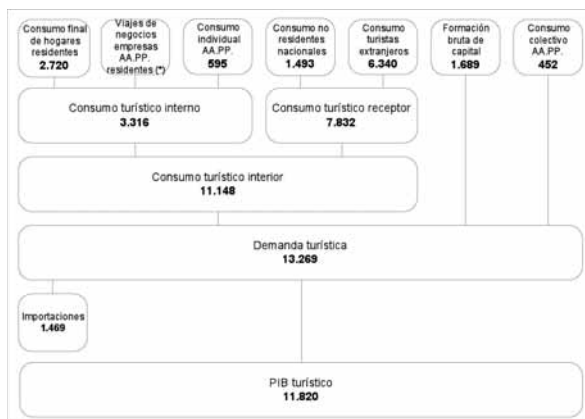 Consumo final
de hogares
residentes
2.720
Viajes de
negocios
empresas
AA.PP.
residentes (*)
Consumo
individual
AA.PP.
595
Consumo no
residentes
nacionales
1.493
Consumo
turistas
extranjeros
6.340
Formación
bruta de
capital
1.689
Consumo
colectivo
AA.PP.
452
Consumo turístico interno
3.316
Consumo turístico receptor
7.832
Consumo turístico interior
11.148
Demanda turística
13.269
Importaciones
1.469
PIB turístico
11.820